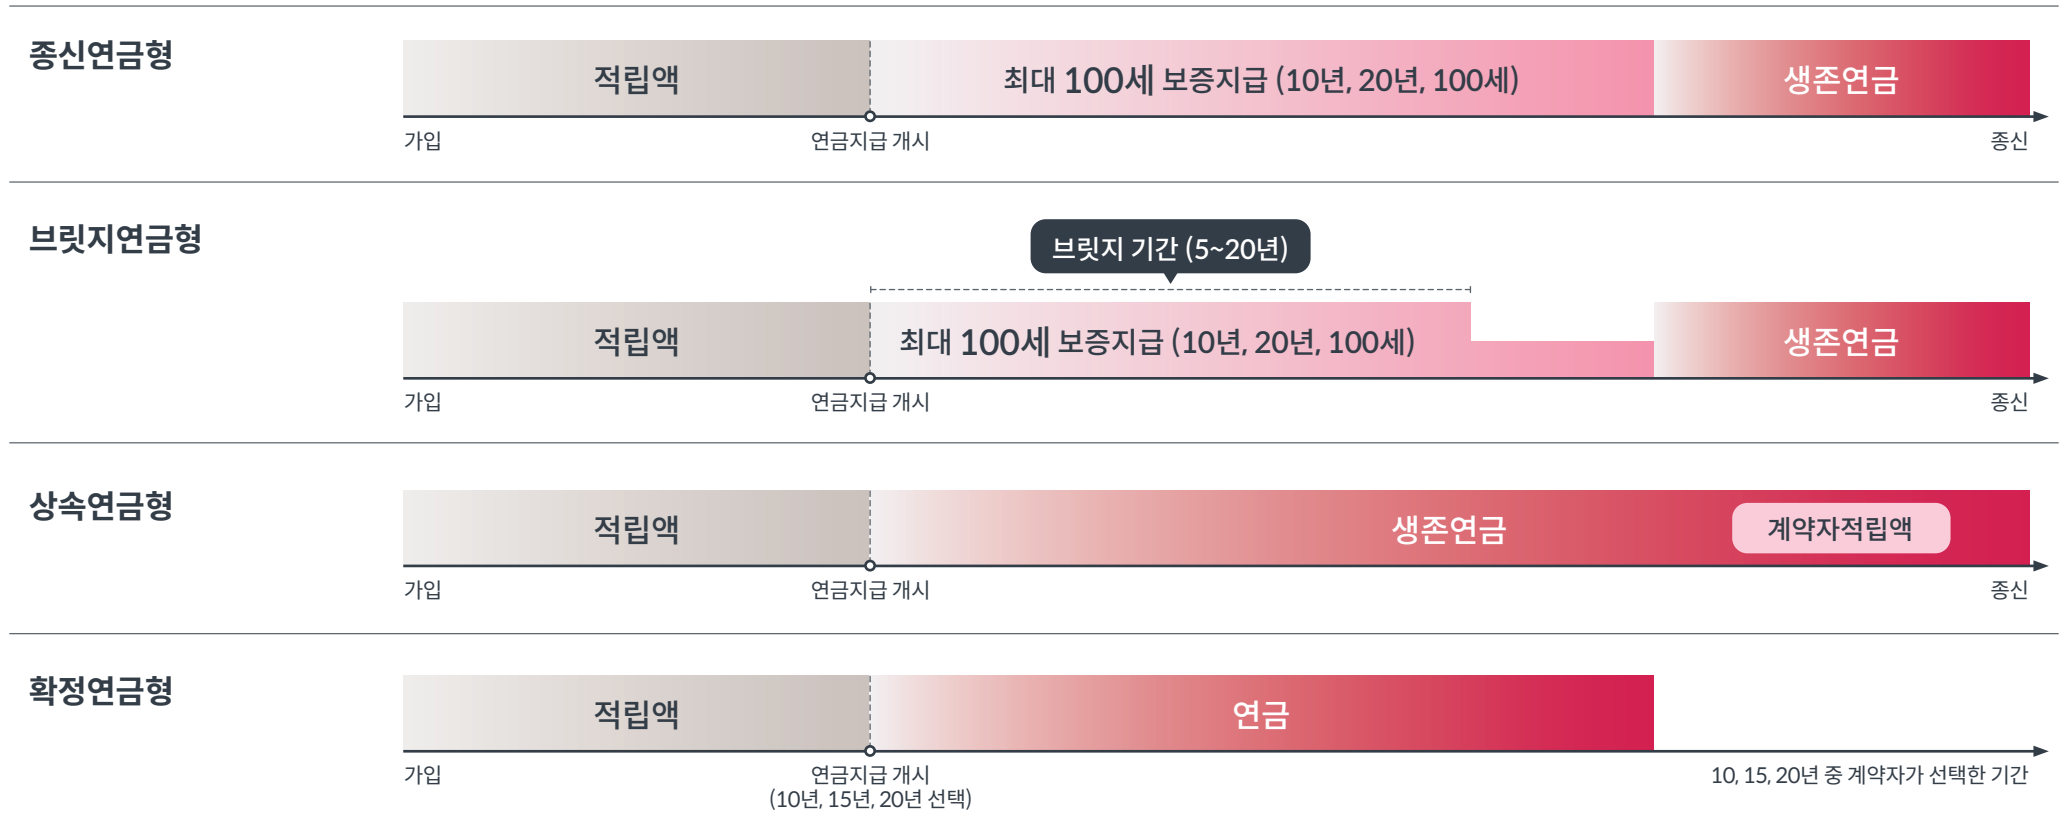 종신연금형
적립액
최대 100세 보증지급 (10년, 20년, 100세)
생존연금
가입
연금지급 개시
종신
브릿지연금형
브릿지 기간 (5~20년)
적립액
최대 100세 보증지급 (10년, 20년, 100세)
생존연금
가입
연금지급 개시
종신
상속연금형
적립액
생존연금
계약자적립액
가입
연금지급 개시
종신
확정연금형
적립액
연금
가입
연금지급 개시
(10년, 15년, 20년 선택)
10, 15, 20년 중 계약자가 선택한 기간